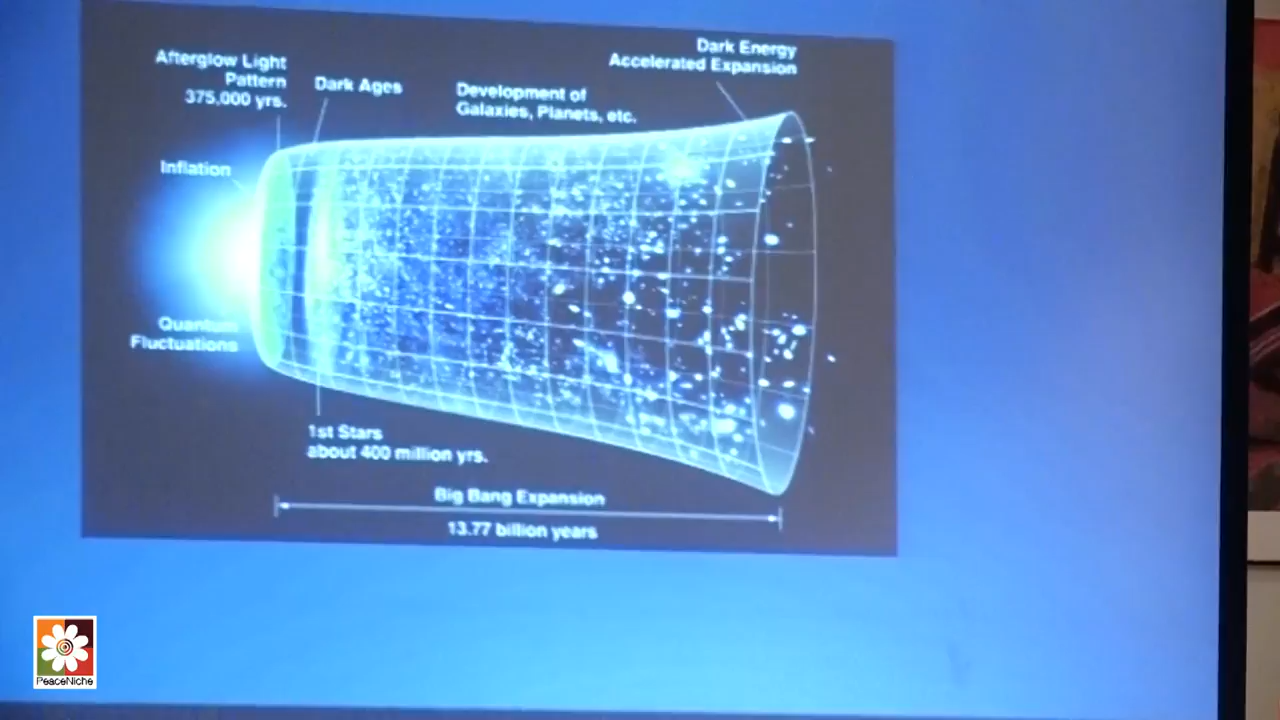 Afterglow Light
Pattern
375,000 yrs.
Dark Ages
Development of
Galaxies, Planets, etc.
Dark Energy
Accelerated Expansion
Inflation
Quantum
Fluctuations
1st Stars
about 400 million yrs.
Big Bang Expansion
13.77 billion years
PeaceNiche